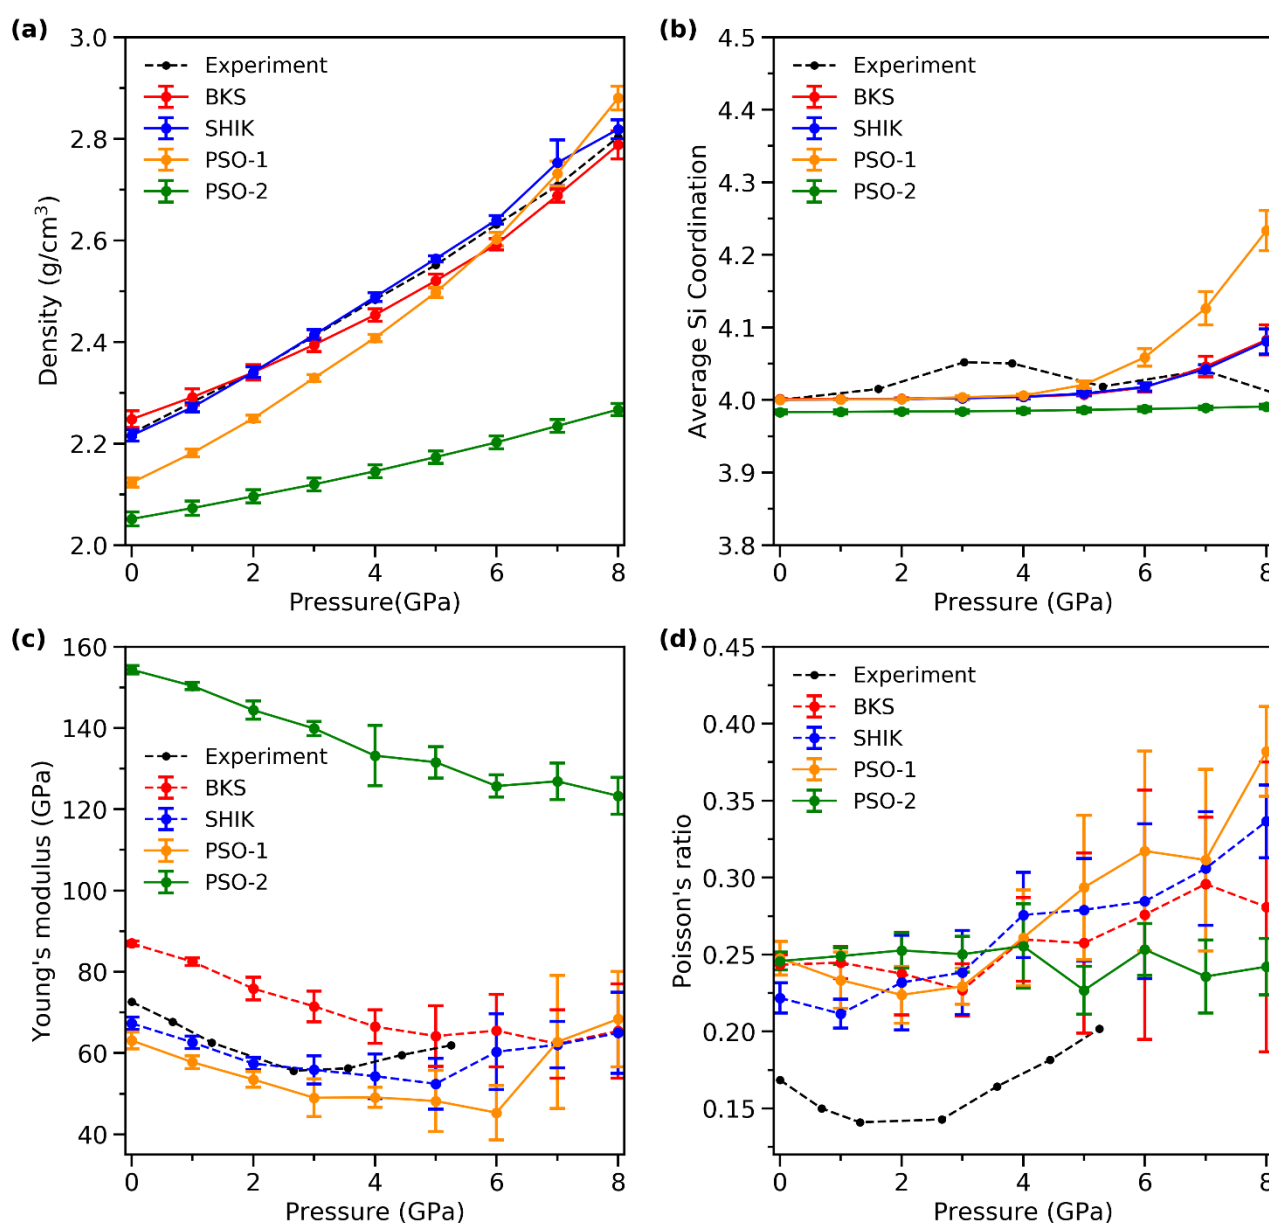 (a)
Density (g/cm³)
3.0
2.8
2.6
2.4
2.2
2.0
Experiment
BKS
SHIK
PSO-1
PSO-2
0 2 4 6 8
Pressure(GPa)
(b)
Average Si Coordination
4.5
4.4
4.3
4.2
4.1
4.0
3.9
3.8
Experiment
BKS
SHIK
PSO-1
PSO-2
0 2 4 6 8
Pressure (GPa)
(c)
Young's modulus (GPa)
160
140
120
100
80
60
40
Experiment
BKS
SHIK
PSO-1
PSO-2
0 2 4 6 8
Pressure (GPa)
(d)
Poisson's ratio
0.45
0.40
0.35
0.30
0.25
0.20
0.15
Experiment
BKS
SHIK
PSO-1
PSO-2
0 2 4 6 8
Pressure (GPa)